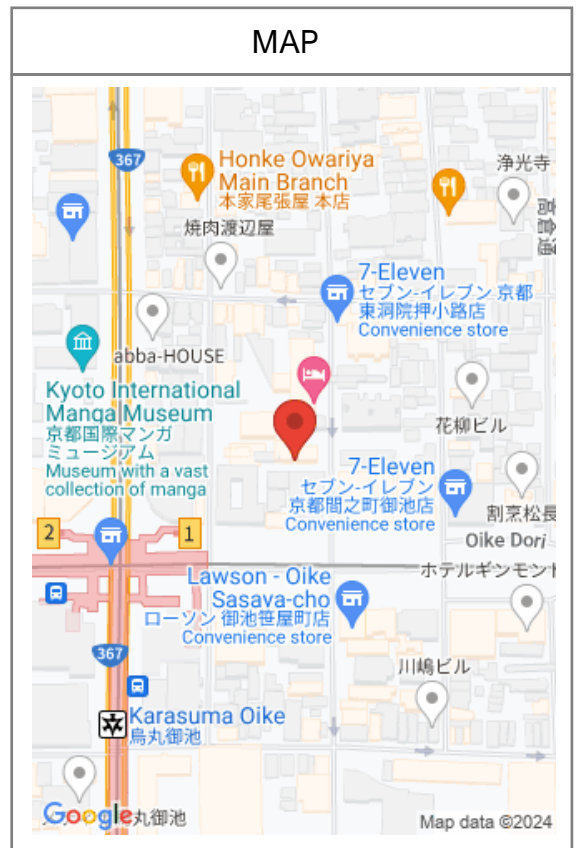 MAP
367
Honke Owariya
Main Branch
本家尾張屋 本店
浄光寺
高倉通
焼肉渡辺屋
7-Eleven
セブン-イレブン 京都
東洞院押小路店
Convenience store
abba-HOUSE
Kyoto International
Manga Museum
京都国際マンガ
ミュージアム
Museum with a vast
collection of manga
花柳ビル
7-Eleven
セブン-イレブン
京都間之町御池店
Convenience store
割烹松長
2
1
Oike Dori
ホテルギンモント
Lawson - Oike
Sasaya-cho
ローソン 御池笹屋町店
Convenience store
367
川嶋ビル
Karasuma Oike
烏丸御池
Google
丸御池
Map data ©2024